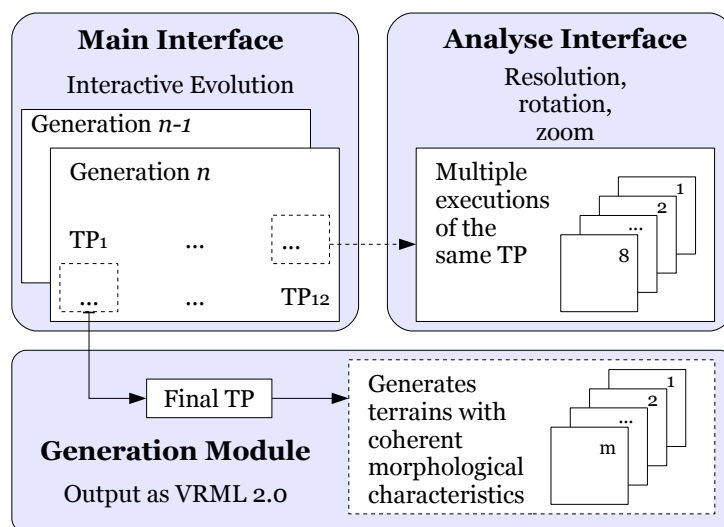 Main Interface
Interactive Evolution
Generation n-1
Generation n
TP1 ... ...
... ... TP12
Analyse Interface
Resolution,
rotation,
zoom
Multiple
executions
of the
same TP
1
2
...
8
Final TP
Generation Module
Output as VRML 2.0
Generates
terrains with
coherent
morphological
characteristics
1
2
...
m